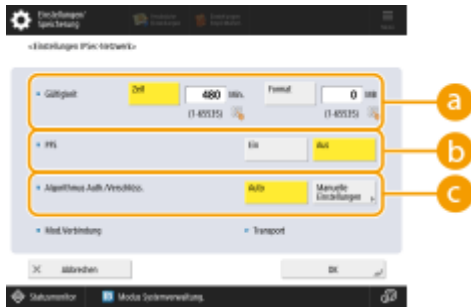 Einstellungen/
Speicherung
<Einstellungen IPSec-Netzwerk>
Gültigkeit
Zeit
480 Min.
Format
0 MB
(1-65535)
(1-65535)
a
PFS
Ein
Aus
b
Algorithmus Auth./Verschlüss.
Auto
Manuelle
Einstellungen
c
Mod.Verbindung
Transport
Abbrechen
OK
Statusmonitor
Modus Systemverwaltung.